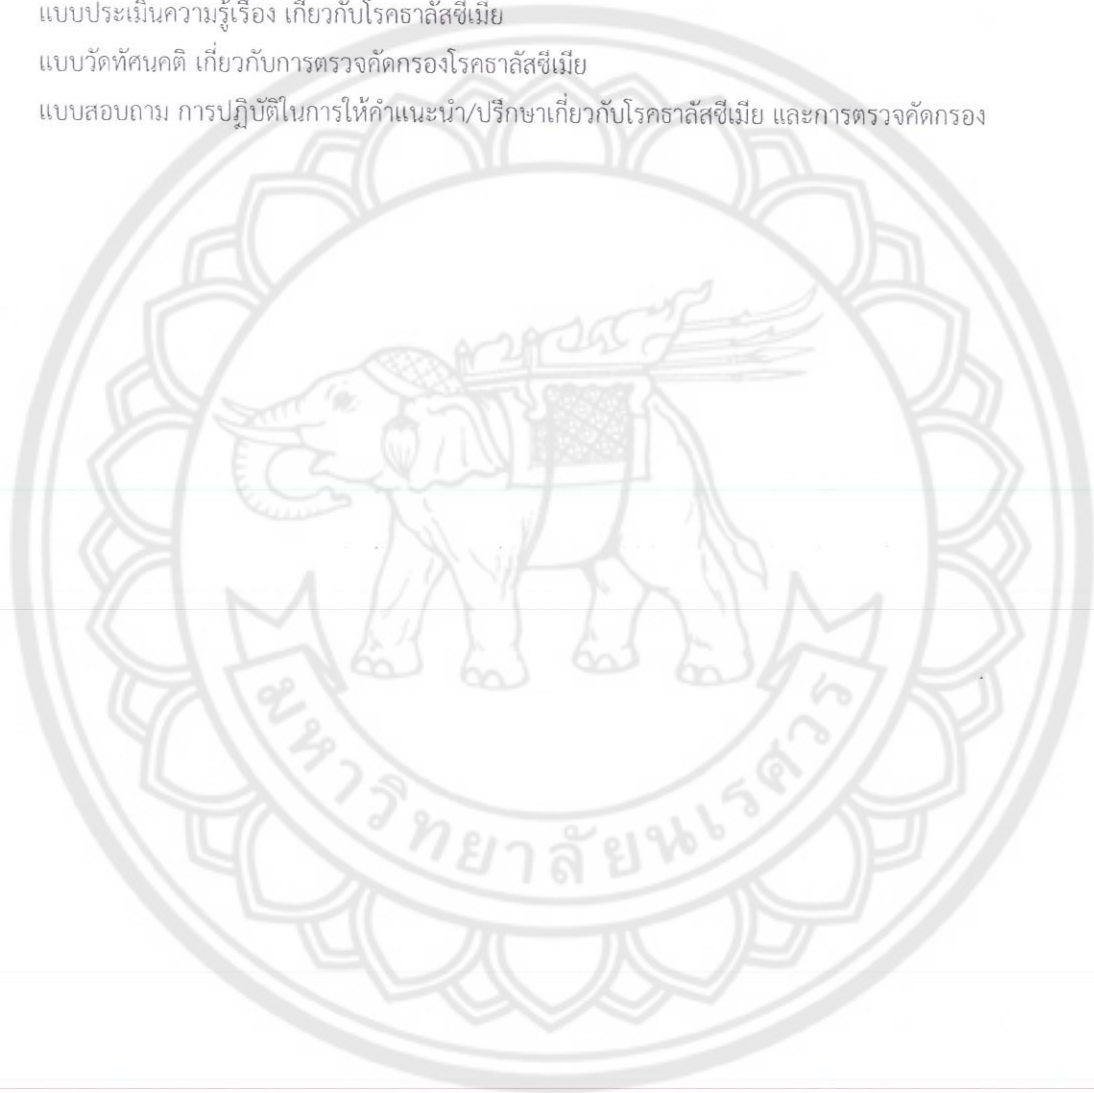 แบบประเมินความรู้เรื่อง เกี่ยวกับโรคธาลัสซีเมีย
แบบวัดทัศนคติ เกี่ยวกับการตรวจคัดกรองโรคธาลัสซีเมีย
แบบสอบถาม การปฏิบัติในการให้คำแนะนำ/ปรึกษาเกี่ยวกับโรคธาลัสซีเมีย และการตรวจคัดกรอง
มหาวิทยาลัยนเรศวร